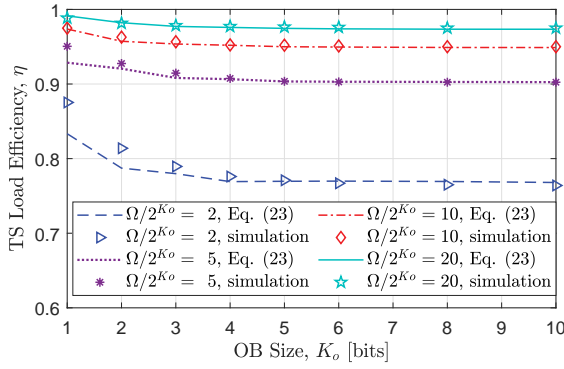 1
0.9
0.8
0.7
0.6
TS Load Efficiency, η
Ω/2^{Ko} = 2, Eq. (23)
Ω/2^{Ko} = 2, simulation
Ω/2^{Ko} = 5, Eq. (23)
Ω/2^{Ko} = 5, simulation
Ω/2^{Ko} = 10, Eq. (23)
Ω/2^{Ko} = 10, simulation
Ω/2^{Ko} = 20, Eq. (23)
Ω/2^{Ko} = 20, simulation
1 2 3 4 5 6 7 8 9 10
OB Size, K_o [bits]